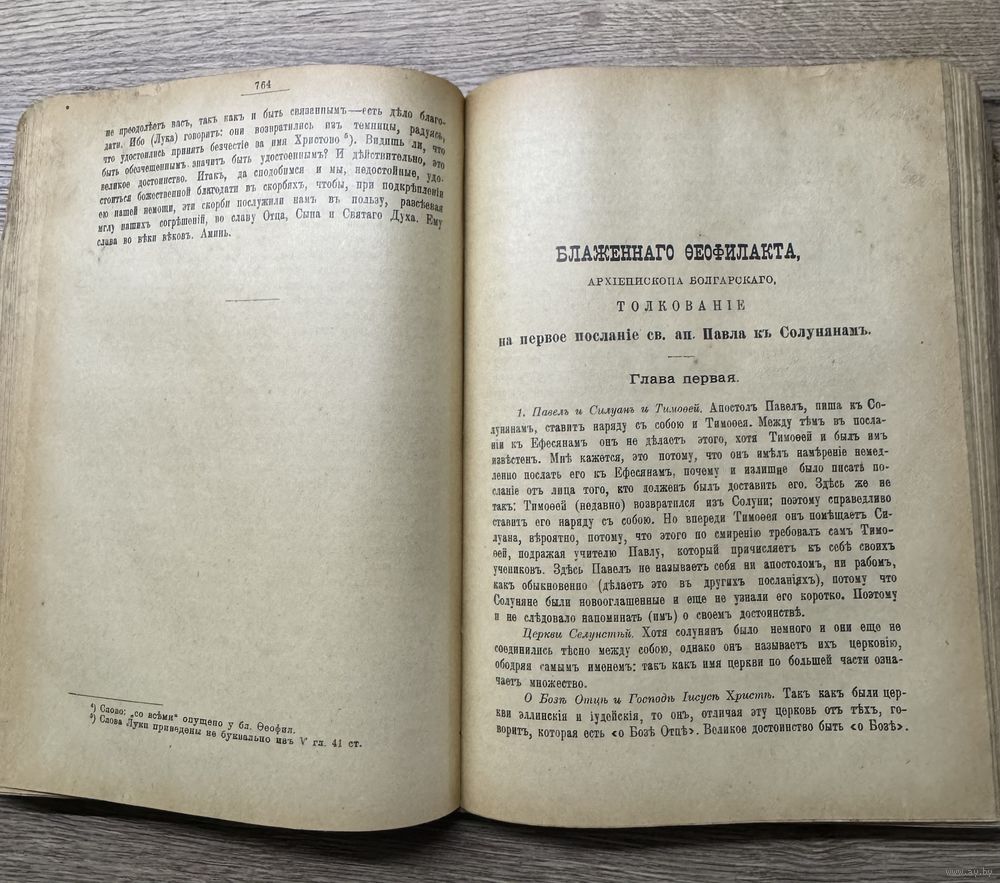 764
не преодолѣетъ васъ, такъ какъ и быть связеннымъ—есть дѣло благо-
дати. Ибо (Лука) говоритъ: они возвратились изъ темницы, радуясь,
что удостоились принять безчестіе за имя Христово ⁵). Видишь ли, что
быть обезчещеннымъ значитъ быть удостоеннымъ? И дѣйствительно, это
великое достоинство. Итакъ, да сподобимся и мы, недостойные, удо-
стоиться божественной благодати въ скорбяхъ, чтобы, при подкрѣпленіи
ею нашей немощи, эти скорби послужили намъ въ пользу, разсѣевая
мглу нашихъ согрѣшеній, во славу Отца, Сына и Святаго Духа. Ему
слава во вѣки вѣковъ. Аминь.
⁴) Слово: „со всѣми“ опущено у бл. Ѳеофил.
⁵) Слова Луки приведены не буквально изъ V гл. 41 ст.
БЛАЖЕННАГО ѲЕОФИЛАКТА,
АРХІЕПИСКОПА БОЛГАРСКАГО,
ТОЛКОВАНІЕ
на первое посланіе св. ап. Павла къ Солунянамъ.
Глава первая.
1. Павелъ и Силуанъ и Тимоѳей. Апостолъ Павелъ, пиша къ Со-
лунянамъ, ставитъ наряду съ собою и Тимоѳея. Между тѣмъ въ посла-
ніи къ Ефесянамъ онъ не дѣлаетъ этого, хотя Тимоѳей и былъ имъ
извѣстенъ. Мнѣ кажется, это потому, что онъ имѣлъ намѣреніе немед-
ленно послать его къ Ефесянамъ, почему и излишне было писать по-
сланіе отъ лица того, кто долженъ былъ доставить его. Здѣсь же не
такъ: Тимоѳей (недавно) возвратился изъ Солуни; поэтому справедливо
ставитъ его наряду съ собою. Но впереди Тимоѳея онъ помѣщаетъ Си-
луана, вѣроятно, потому, что этого по смиренію требовалъ самъ Тимо-
ѳей, подражая учителю Павлу, который причисляетъ къ себѣ своихъ
учениковъ. Здѣсь Павелъ не называетъ себя ни апостоломъ, ни рабомъ,
какъ обыкновенно (дѣлаетъ это въ другихъ посланіяхъ), потому что
Солуняне были новооглашенные и еще не узнали его коротко. Поэтому
и не слѣдовало напоминать (имъ) о своемъ достоинствѣ.
Церкви Селунстѣй. Хотя солунянъ было немного и они еще не
соединились тѣсно между собою, однако онъ называетъ ихъ церковію,
ободряя самымъ именемъ: такъ какъ имя церкви по большей части озна-
чаетъ множество.
О Бозѣ Отцѣ и Господѣ Іисусѣ Христѣ. Такъ какъ были цер-
кви эллинскія и іудейскія, то онъ, отличая эту церковь отъ тѣхъ, го-
воритъ, которая есть <о Бозѣ Отцѣ>. Великое достоинство быть <о Бозѣ>.
www.ay.by